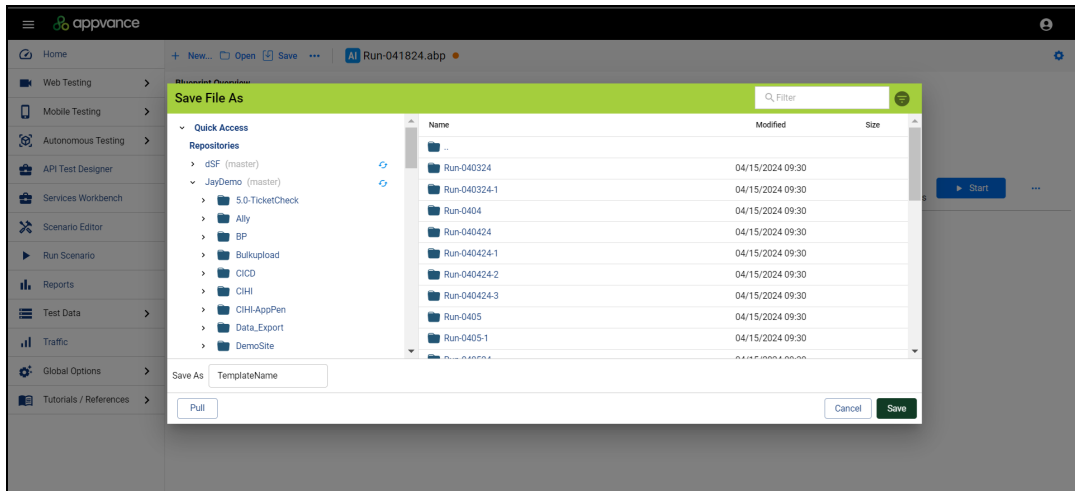 appvance
Home
+ New... Open Save ... AI Run-041824.abp
Web Testing
Blueprint Overview
Save File As
Filter
Mobile Testing
Autonomous Testing
API Test Designer
Services Workbench
Scenario Editor
Run Scenario
Reports
Test Data
Traffic
Global Options
Tutorials / References
Quick Access
Repositories
dSF (master)
JayDemo (master)
5.0-TicketCheck
Ally
BP
Bulkupload
CICD
CIHI
CIHI-AppPen
Data_Export
DemoSite
Name Modified Size
..
Run-040324 04/15/2024 09:30
Run-040324-1 04/15/2024 09:30
Run-0404 04/15/2024 09:30
Run-040424 04/15/2024 09:30
Run-040424-1 04/15/2024 09:30
Run-040424-2 04/15/2024 09:30
Run-040424-3 04/15/2024 09:30
Run-0405 04/15/2024 09:30
Run-0405-1 04/15/2024 09:30
Start ...
s
Save As TemplateName
Pull Cancel Save